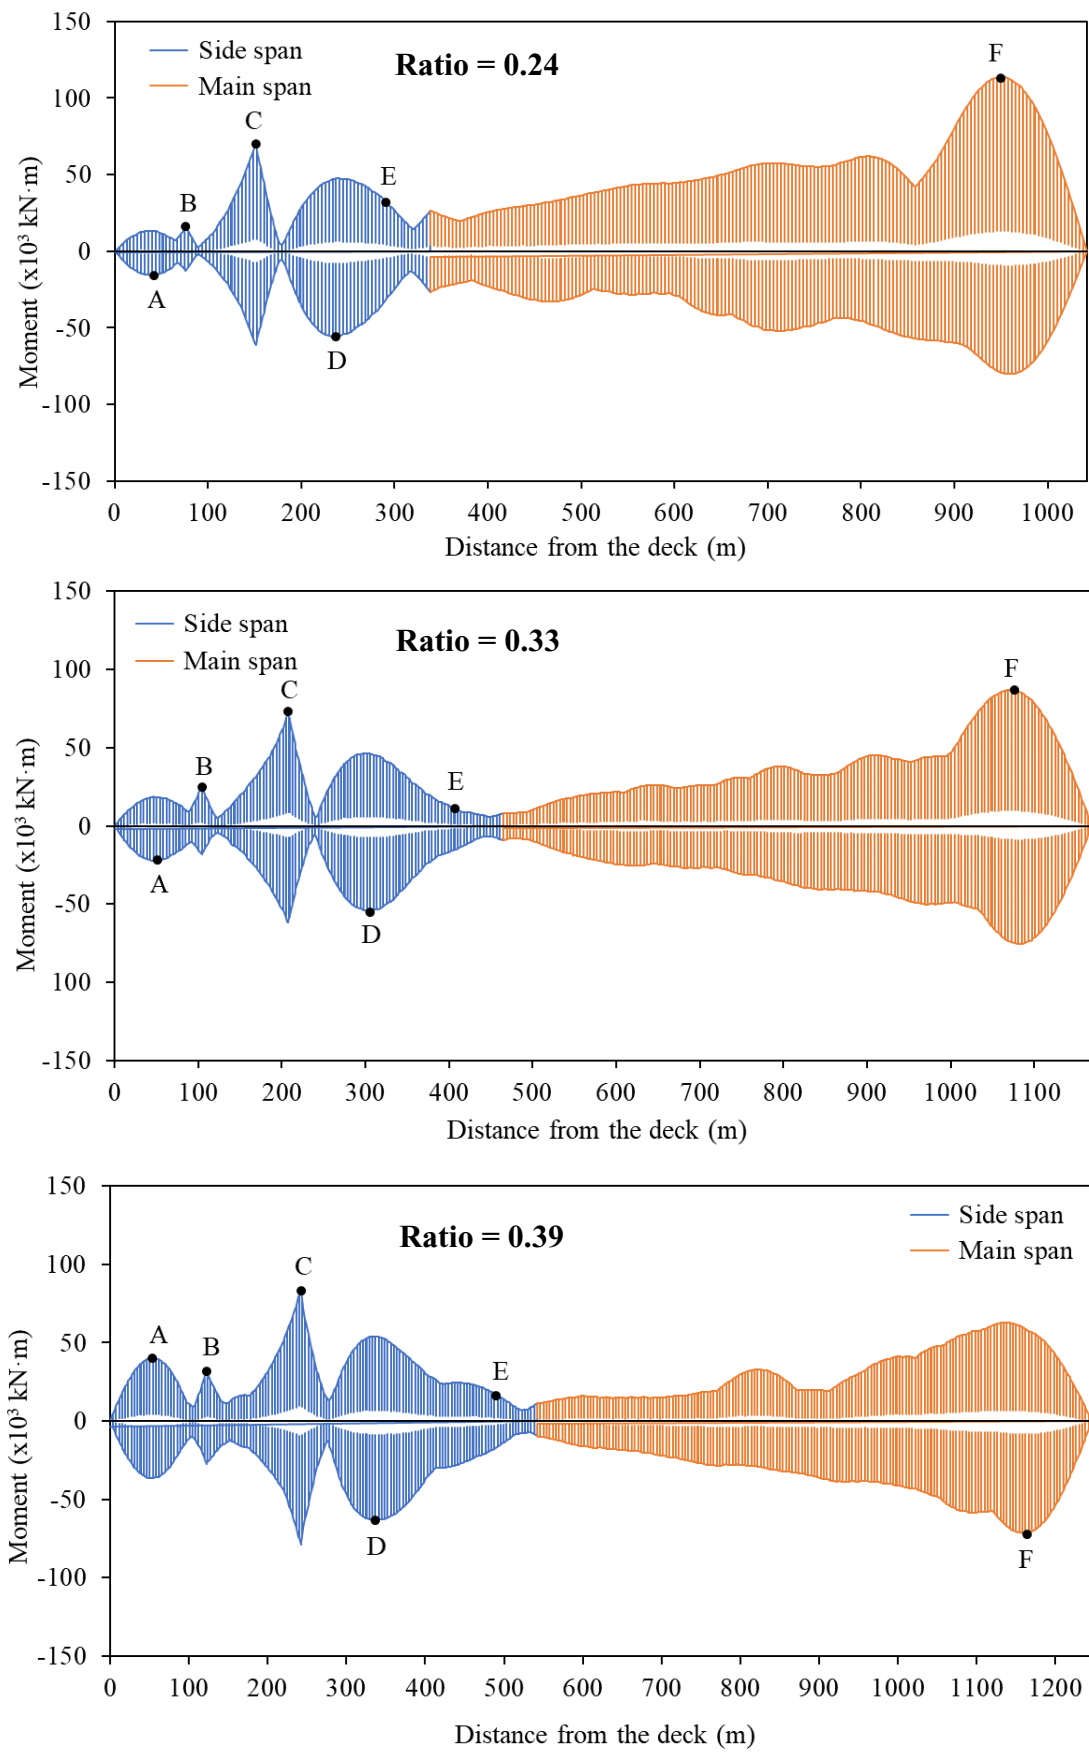 150
Side span
Main span
Ratio = 0.24
F
100
C
50
B
E
0
A
D
-50
-100
-150
Moment (x10³ kN·m)
0 100 200 300 400 500 600 700 800 900 1000
Distance from the deck (m)
150
Side span
Main span
Ratio = 0.33
100
F
C
50
B
E
0
A
-50
D
100
-150
Moment (x10³ kN·m)
0 100 200 300 400 500 600 700 800 900 1000 1100
Distance from the deck (m)
150
Side span
Main span
Ratio = 0.39
100
C
50
A
B
E
0
-50
D
F
-100
-150
Moment (x10³ kN·m)
0 100 200 300 400 500 600 700 800 900 1000 1100 1200
Distance from the deck (m)